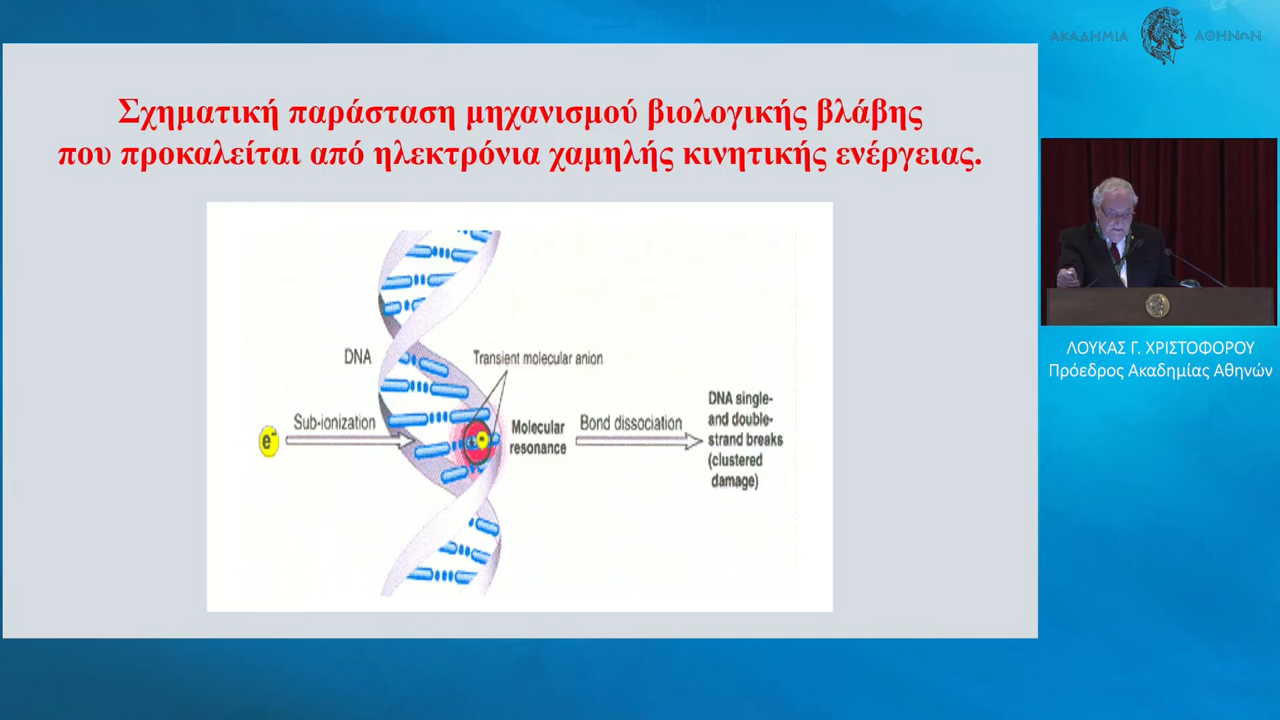 ΑΚΑΔΗΜΙΑ ΑΘΗΝΩΝ
Σχηματική παράσταση μηχανισμού βιολογικής βλάβης
που προκαλείται από ηλεκτρόνια χαμηλής κινητικής ενέργειας.
DNA
Transient molecular anion
e⁻
Sub-ionization
Molecular
resonance
Bond dissociation
DNA single-
and double-
strand breaks
(clustered
damage)
ΛΟΥΚΑΣ Γ. ΧΡΙΣΤΟΦΟΡΟΥ
Πρόεδρος Ακαδημίας Αθηνών